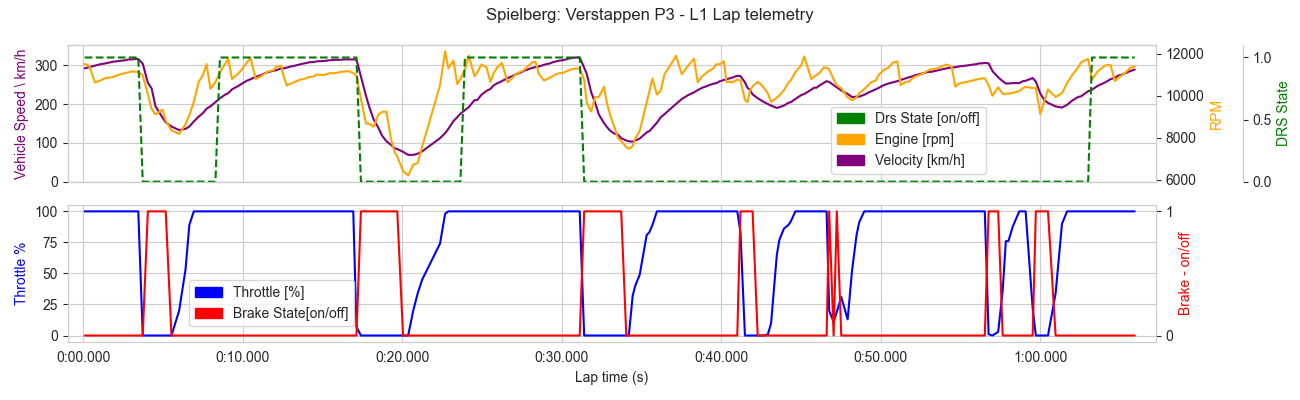 Spielberg: Verstappen P3 - L1 Lap telemetry
Vehicle Speed \ km/h
300
200
100
0
12000
10000
8000
6000
RPM
1.0
0.5
0.0
DRS State
Drs State [on/off]
Engine [rpm]
Velocity [km/h]
Throttle %
100
75
50
25
0
1
0
Brake - on/off
Throttle [%]
Brake State[on/off]
0:00.000 0:10.000 0:20.000 0:30.000 0:40.000 0:50.000 1:00.000
Lap time (s)